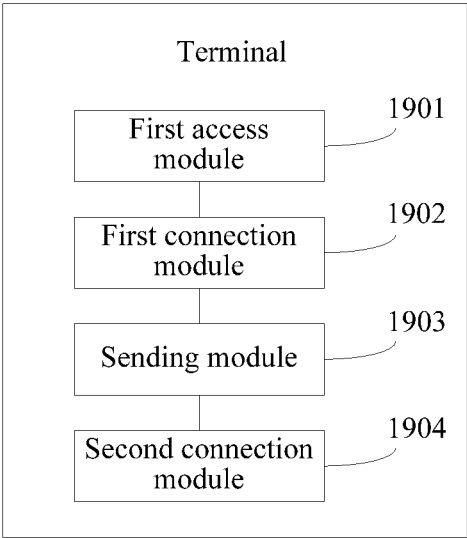 Terminal
First access
module
1901
First connection
module
1902
Sending module
1903
Second connection
module
1904